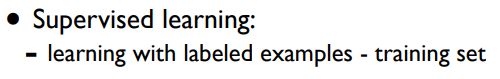 • Supervised learning:
- learning with labeled examples - training set